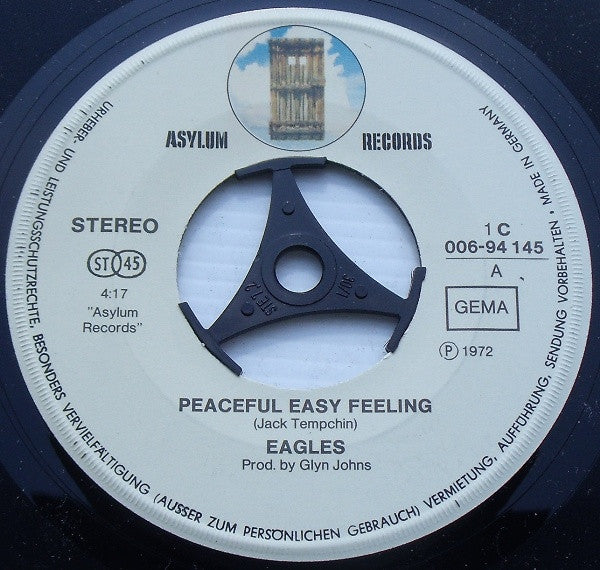 ASYLUM RECORDS
STEREO
ST 45
4:17
"Asylum
Records"
1 C
006-94 145
A
GEMA
Ⓟ 1972
PEACEFUL EASY FEELING
(Jack Tempchin)
EAGLES
Prod. by Glyn Johns
URHEBER- UND LEISTUNGSSCHUTZRECHTE, BESONDERS VERVIELFÄLTIGUNG (AUSSER ZUM PERSÖNLICHEN GEBRAUCH) VERMIETUNG, AUFFÜHRUNG, SENDUNG VORBEHALTEN • MADE IN GERMANY